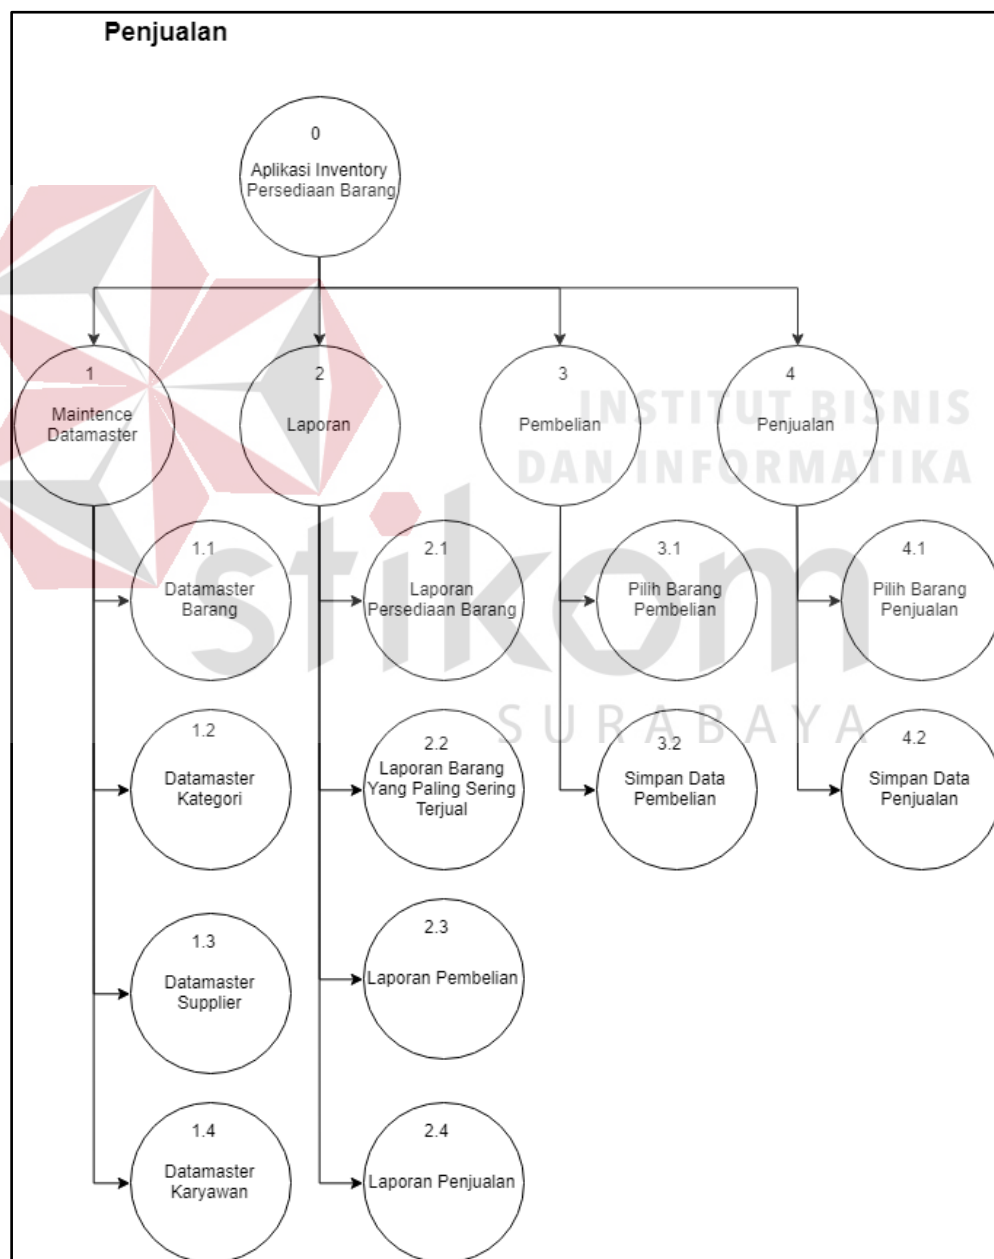 Penjualan
0
Aplikasi Inventory
Persediaan Barang
1
Maintence
Datamaster
2
Laporan
3
Pembelian
4
Penjualan
INSTITUT BISNIS
DAN INFORMATIKA
stikom
SURABAYA
1.1
Datamaster
Barang
2.1
Laporan
Persediaan Barang
3.1
Pilih Barang
Pembelian
4.1
Pilih Barang
Penjualan
1.2
Datamaster
Kategori
2.2
Laporan Barang
Yang Paling Sering
Terjual
3.2
Simpan Data
Pembelian
4.2
Simpan Data
Penjualan
1.3
Datamaster
Supplier
2.3
Laporan Pembelian
1.4
Datamaster
Karyawan
2.4
Laporan Penjualan